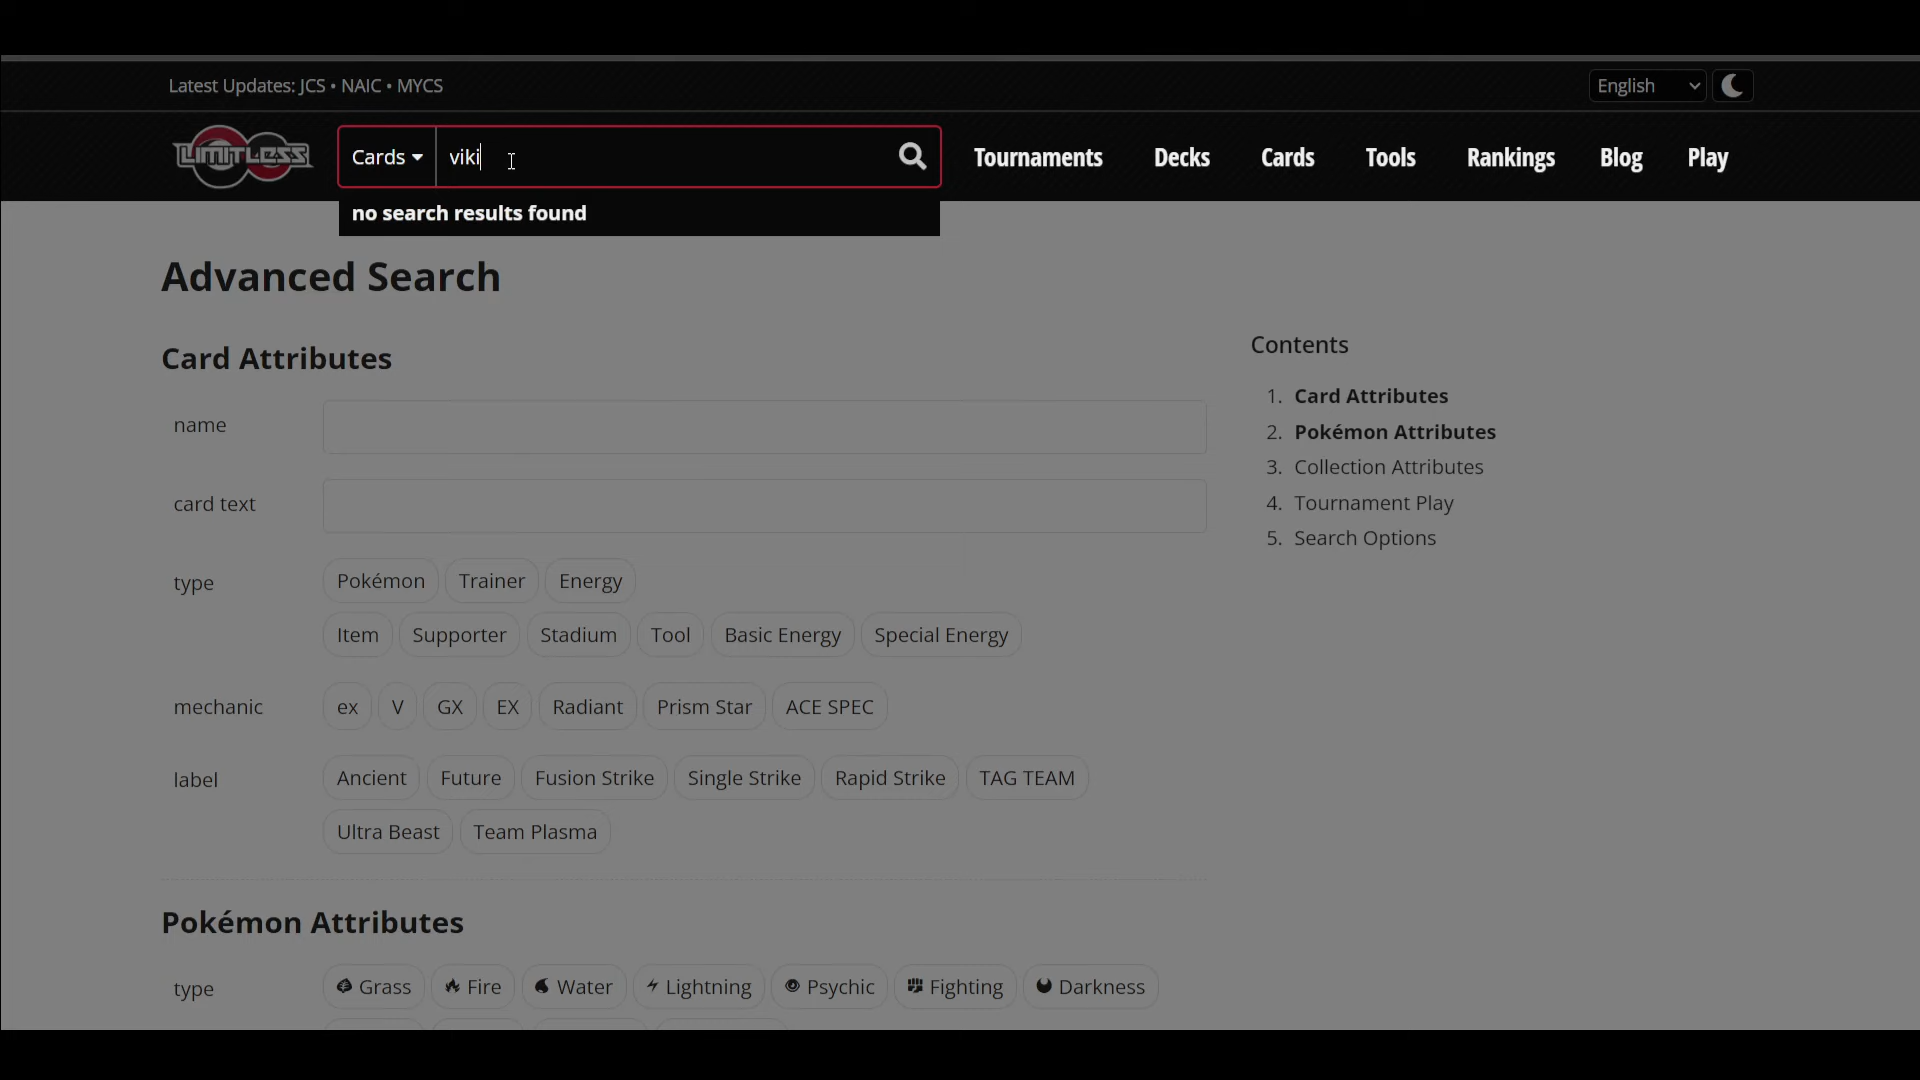 Latest Updates: JCS • NAIC • MYCS
English
LIMITLESS
Cards
viki
Tournaments
Decks
Cards
Tools
Rankings
Blog
Play
no search results found
Advanced Search
Card Attributes
name
card text
type
Pokémon
Trainer
Energy
Item
Supporter
Stadium
Tool
Basic Energy
Special Energy
mechanic
ex
V
GX
EX
Radiant
Prism Star
ACE SPEC
label
Ancient
Future
Fusion Strike
Single Strike
Rapid Strike
TAG TEAM
Ultra Beast
Team Plasma
Contents
1. Card Attributes
2. Pokémon Attributes
3. Collection Attributes
4. Tournament Play
5. Search Options
Pokémon Attributes
type
Grass
Fire
Water
Lightning
Psychic
Fighting
Darkness